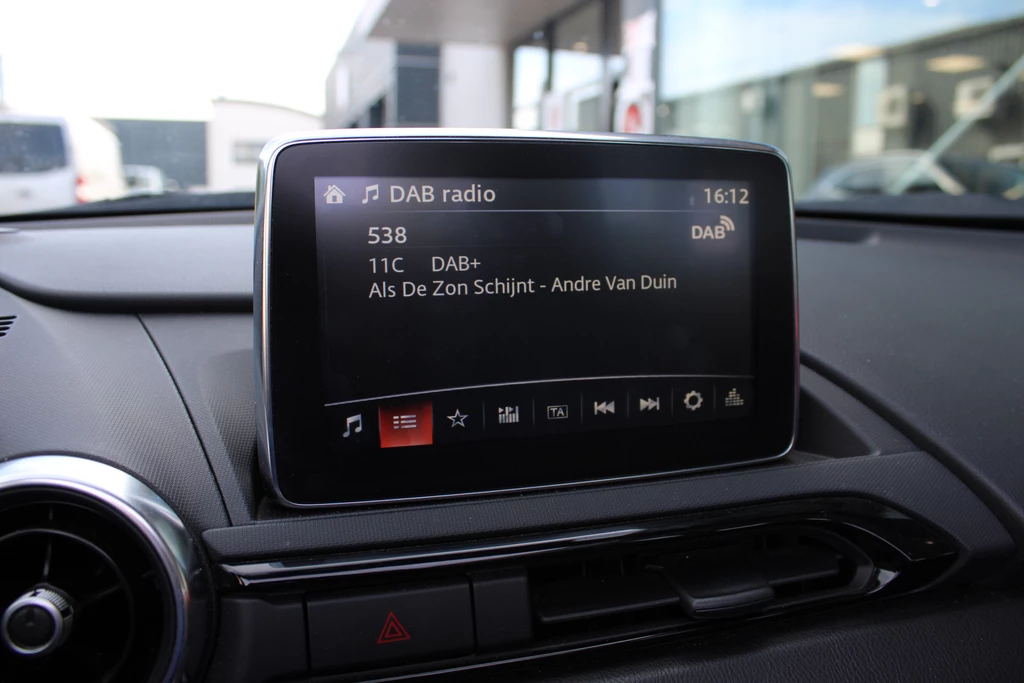 DAB radio 16:12
538 DAB
11C DAB+
Als De Zon Schijnt - Andre Van Duin
TA